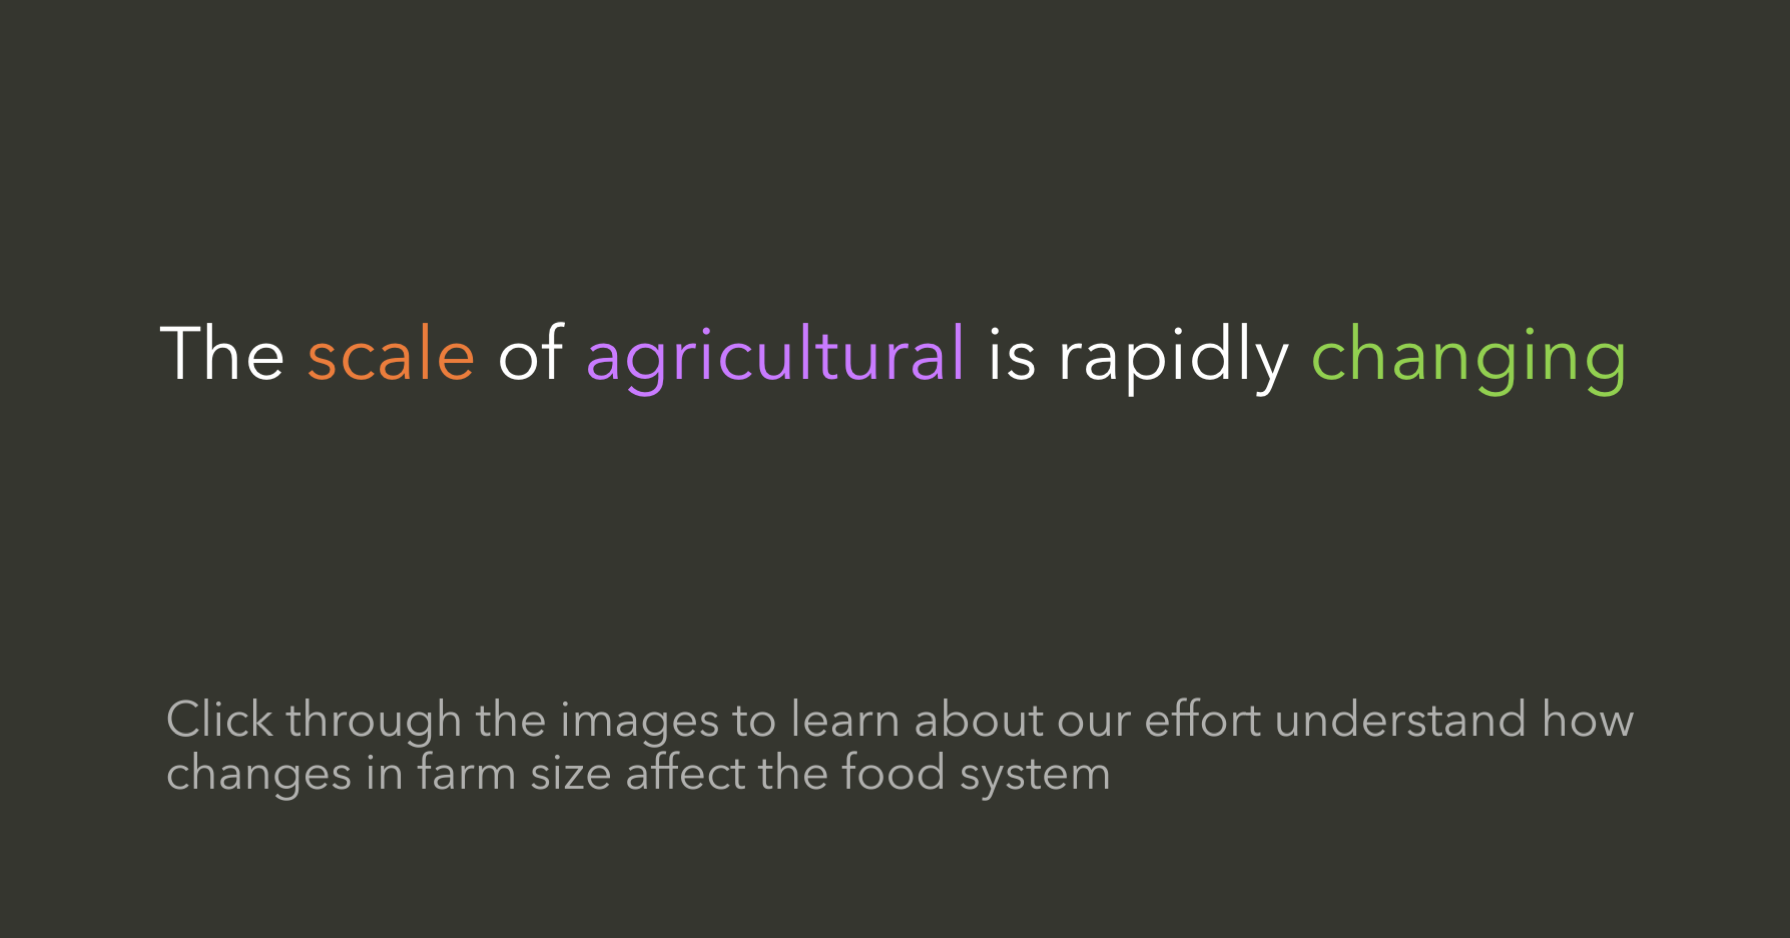 The scale of agricultural is rapidly changing
Click through the images to learn about our effort understand how
changes in farm size affect the food system